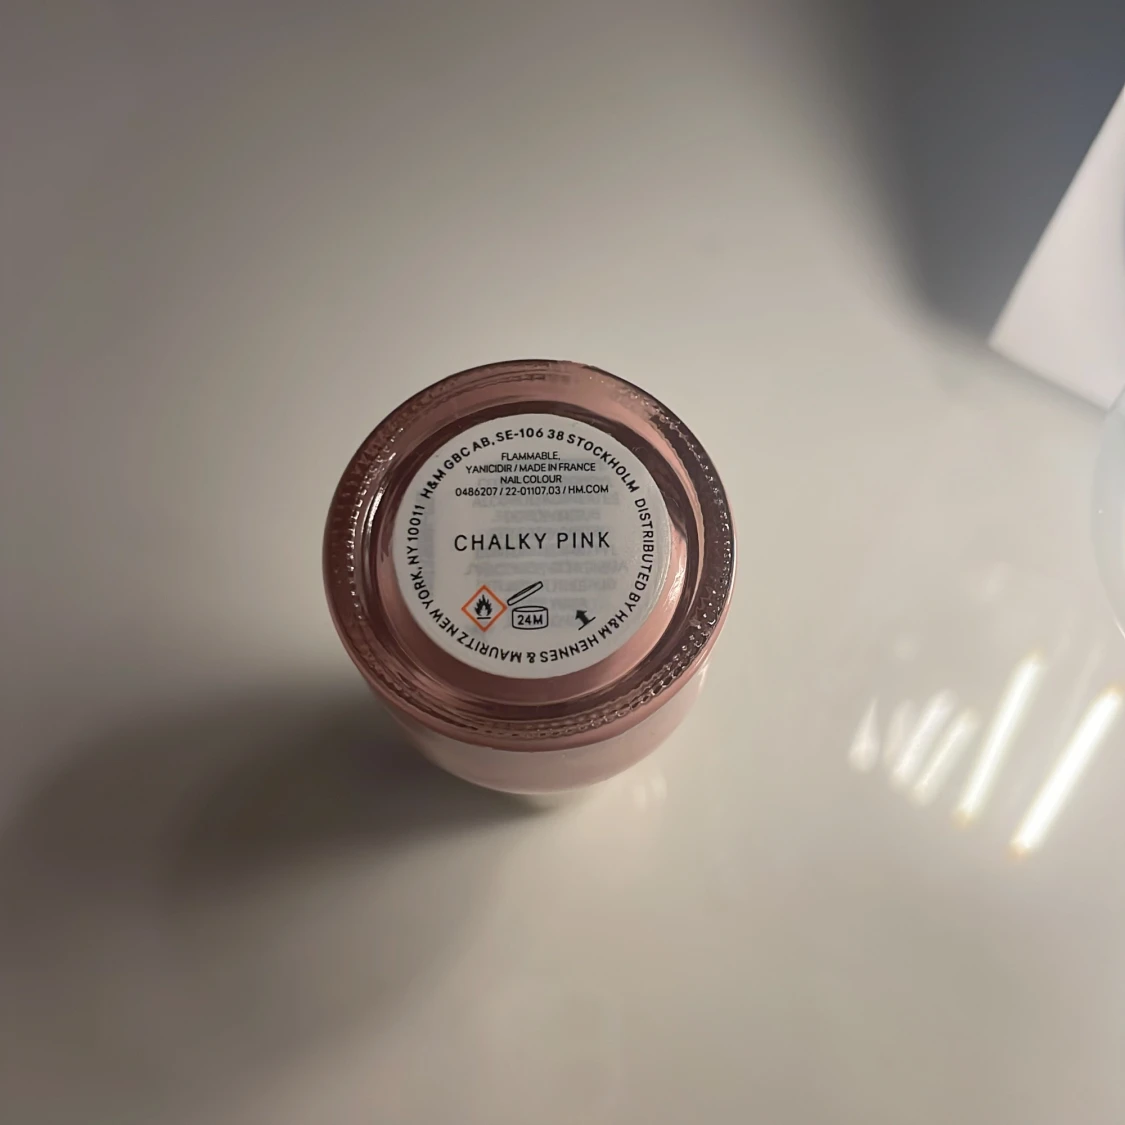 H&M GBC AB, SE-106 38 STOCKHOLM DISTRIBUTED BY H&M HENNES & MAURITZ NEW YORK, NY 10011
FLAMMABLE,
YANICIDIR / MADE IN FRANCE
NAIL COLOUR
0486207 / 22-01107.03 / HM.COM
CHALKY PINK
24M